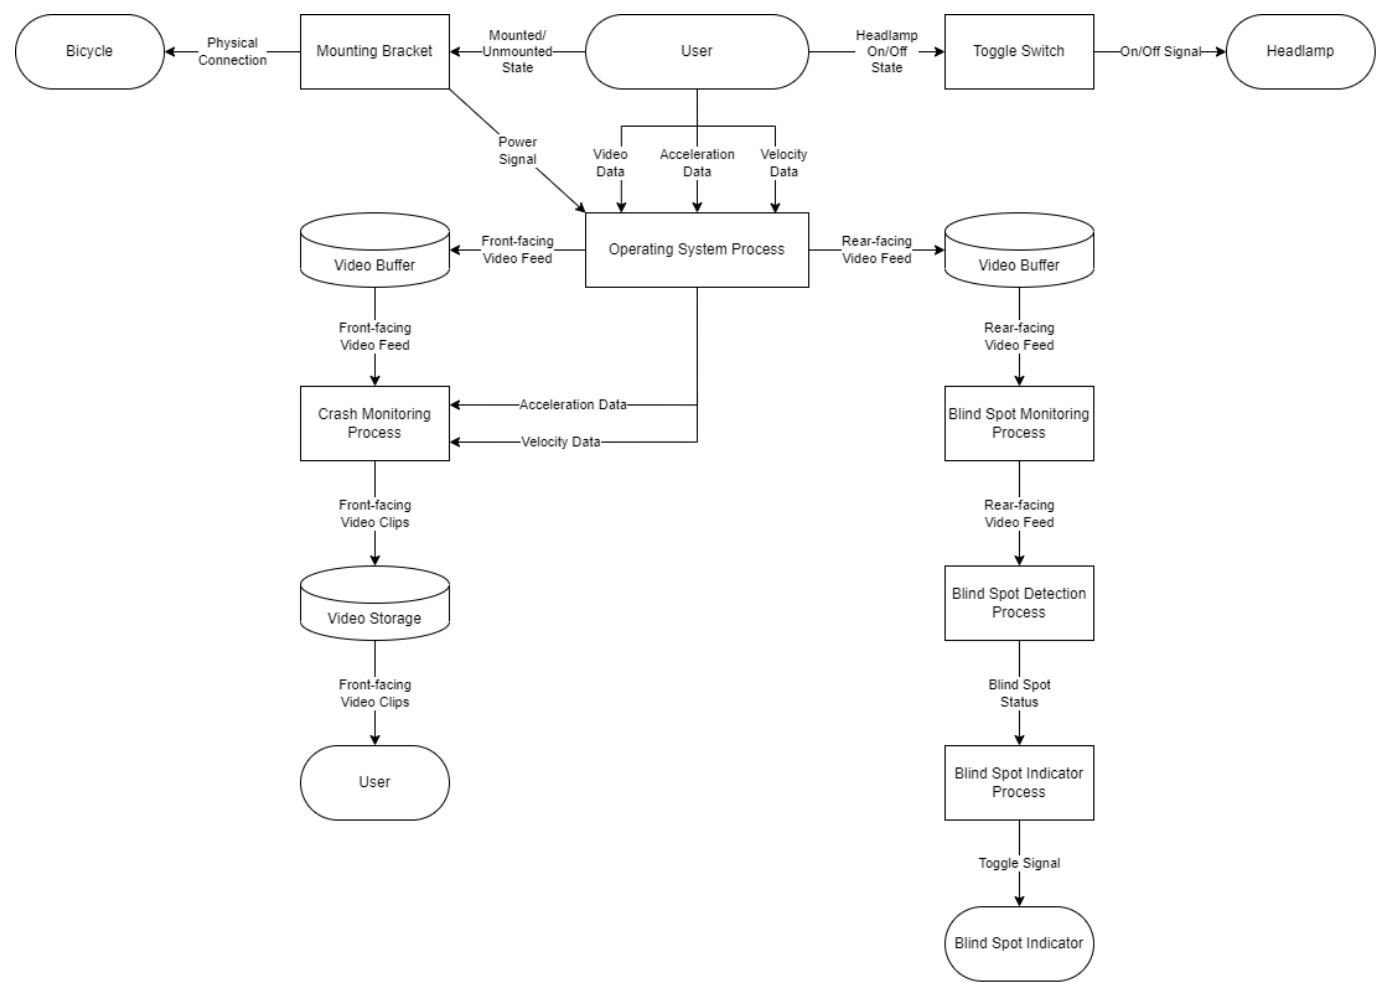 Bicycle
Physical
Connection
Mounting Bracket
Mounted/
Unmounted
State
User
Headlamp
On/Off
State
Toggle Switch
On/Off Signal
Headlamp
Power
Signal
Video
Data
Acceleration
Data
Velocity
Data
Video Buffer
Front-facing
Video Feed
Operating System Process
Rear-facing
Video Feed
Video Buffer
Front-facing
Video Feed
Rear-facing
Video Feed
Crash Monitoring
Process
Acceleration Data
Velocity Data
Blind Spot Monitoring
Process
Front-facing
Video Clips
Rear-facing
Video Feed
Video Storage
Blind Spot Detection
Process
Front-facing
Video Clips
Blind Spot
Status
User
Blind Spot Indicator
Process
Toggle Signal
Blind Spot Indicator